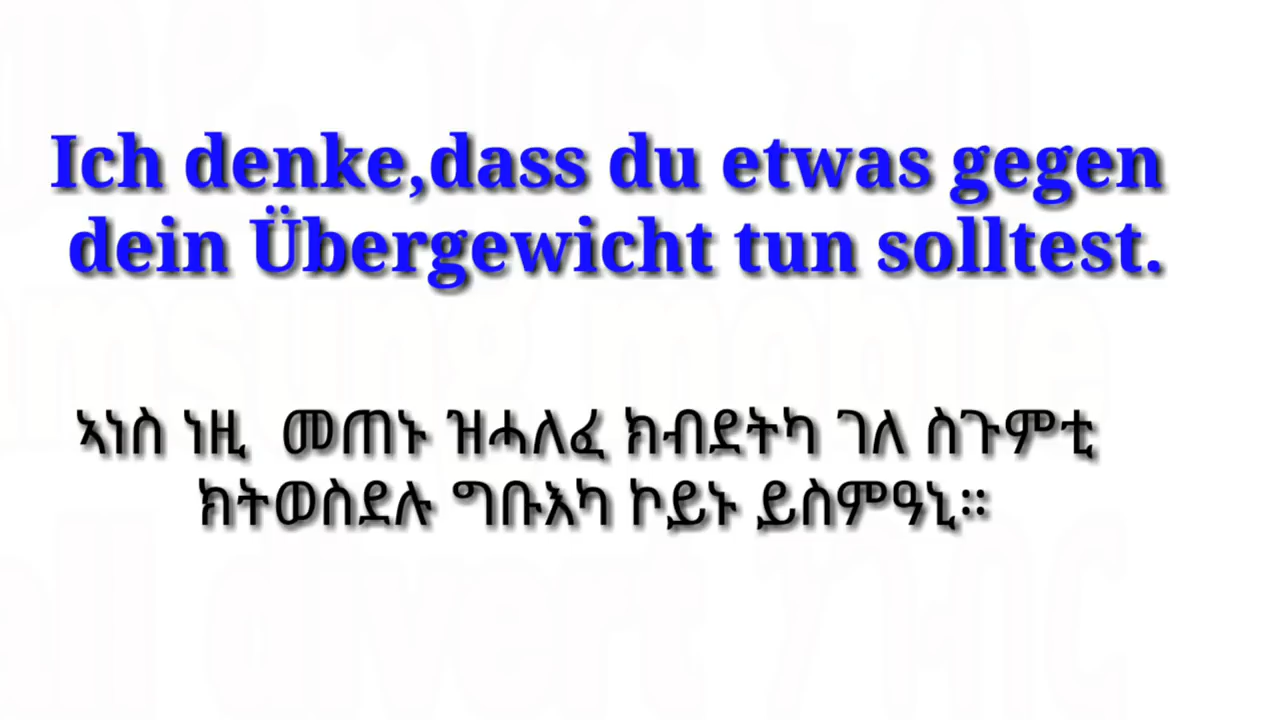 Ich denke,dass du etwas gegen
dein Übergewicht tun solltest.
ኣነስ ነዚ መጠኑ ዝሓለፈ ክብደትካ ገለ ስጉምቲ
ክትወስደሉ ግቡእካ ኮይኑ ይስምዓኒ።